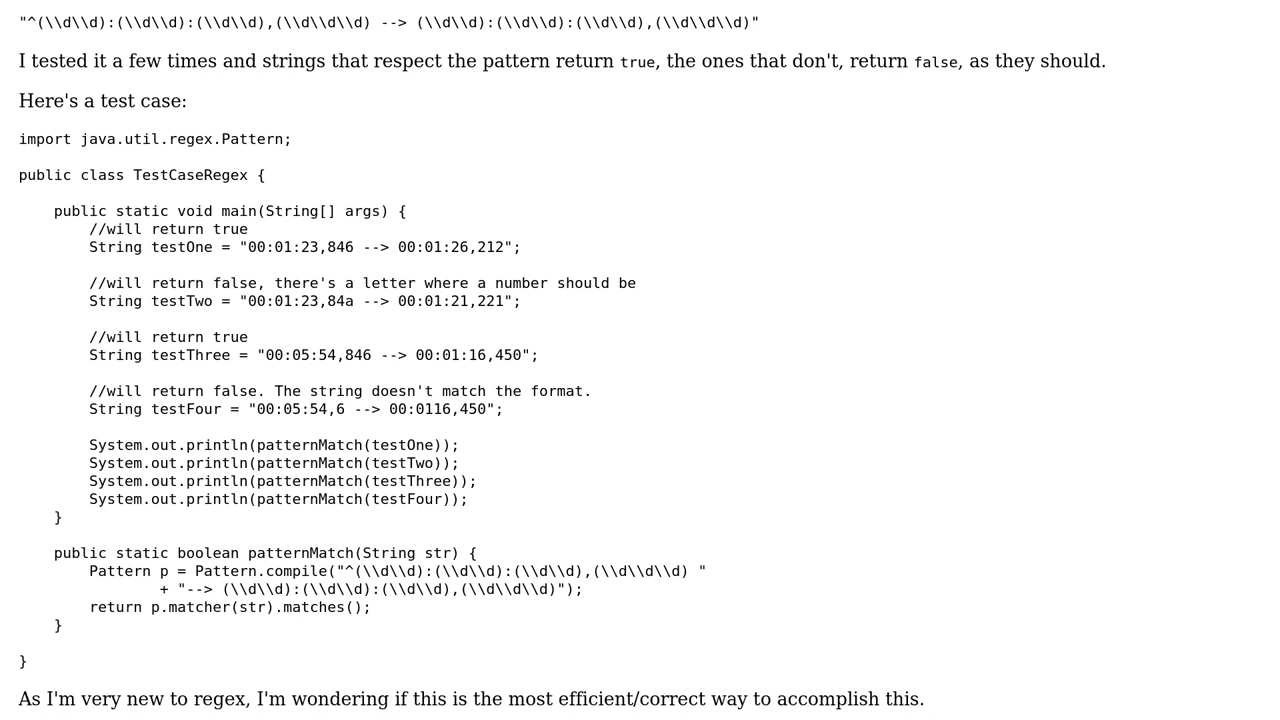 "^(\\d\\d):(\\d\\d):(\\d\\d),(\\d\\d\\d) --> (\\d\\d):(\\d\\d):(\\d\\d),(\\d\\d\\d)"
I tested it a few times and strings that respect the pattern return true, the ones that don't, return false, as they should.
Here's a test case:
import java.util.regex.Pattern;
public class TestCaseRegex {
    public static void main(String[] args) {
        //will return true
        String testOne = "00:01:23,846 --> 00:01:26,212";
        //will return false, there's a letter where a number should be
        String testTwo = "00:01:23,84a --> 00:01:21,221";
        //will return true
        String testThree = "00:05:54,846 --> 00:01:16,450";
        //will return false. The string doesn't match the format.
        String testFour = "00:05:54,6 --> 00:0116,450";
        System.out.println(patternMatch(testOne));
        System.out.println(patternMatch(testTwo));
        System.out.println(patternMatch(testThree));
        System.out.println(patternMatch(testFour));
    }
    public static boolean patternMatch(String str) {
        Pattern p = Pattern.compile("^(\\d\\d):(\\d\\d):(\\d\\d),(\\d\\d\\d) "
                + "--> (\\d\\d):(\\d\\d):(\\d\\d),(\\d\\d\\d)");
        return p.matcher(str).matches();
    }
}
As I'm very new to regex, I'm wondering if this is the most efficient/correct way to accomplish this.